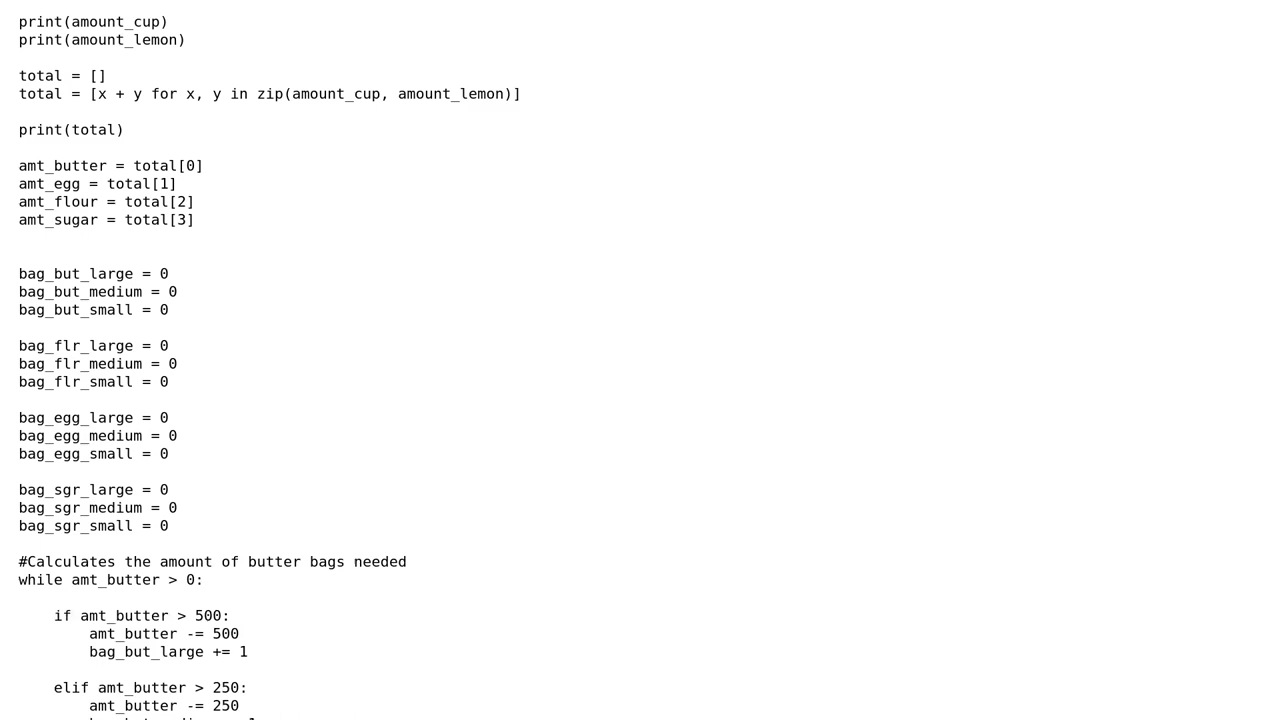 print(amount_cup)
print(amount_lemon)
total = []
total = [x + y for x, y in zip(amount_cup, amount_lemon)]
print(total)
amt_butter = total[0]
amt_egg = total[1]
amt_flour = total[2]
amt_sugar = total[3]
bag_but_large = 0
bag_but_medium = 0
bag_but_small = 0
bag_flr_large = 0
bag_flr_medium = 0
bag_flr_small = 0
bag_egg_large = 0
bag_egg_medium = 0
bag_egg_small = 0
bag_sgr_large = 0
bag_sgr_medium = 0
bag_sgr_small = 0
#Calculates the amount of butter bags needed
while amt_butter > 0:
    if amt_butter > 500:
        amt_butter -= 500
        bag_but_large += 1
    elif amt_butter > 250:
        amt_butter -= 250